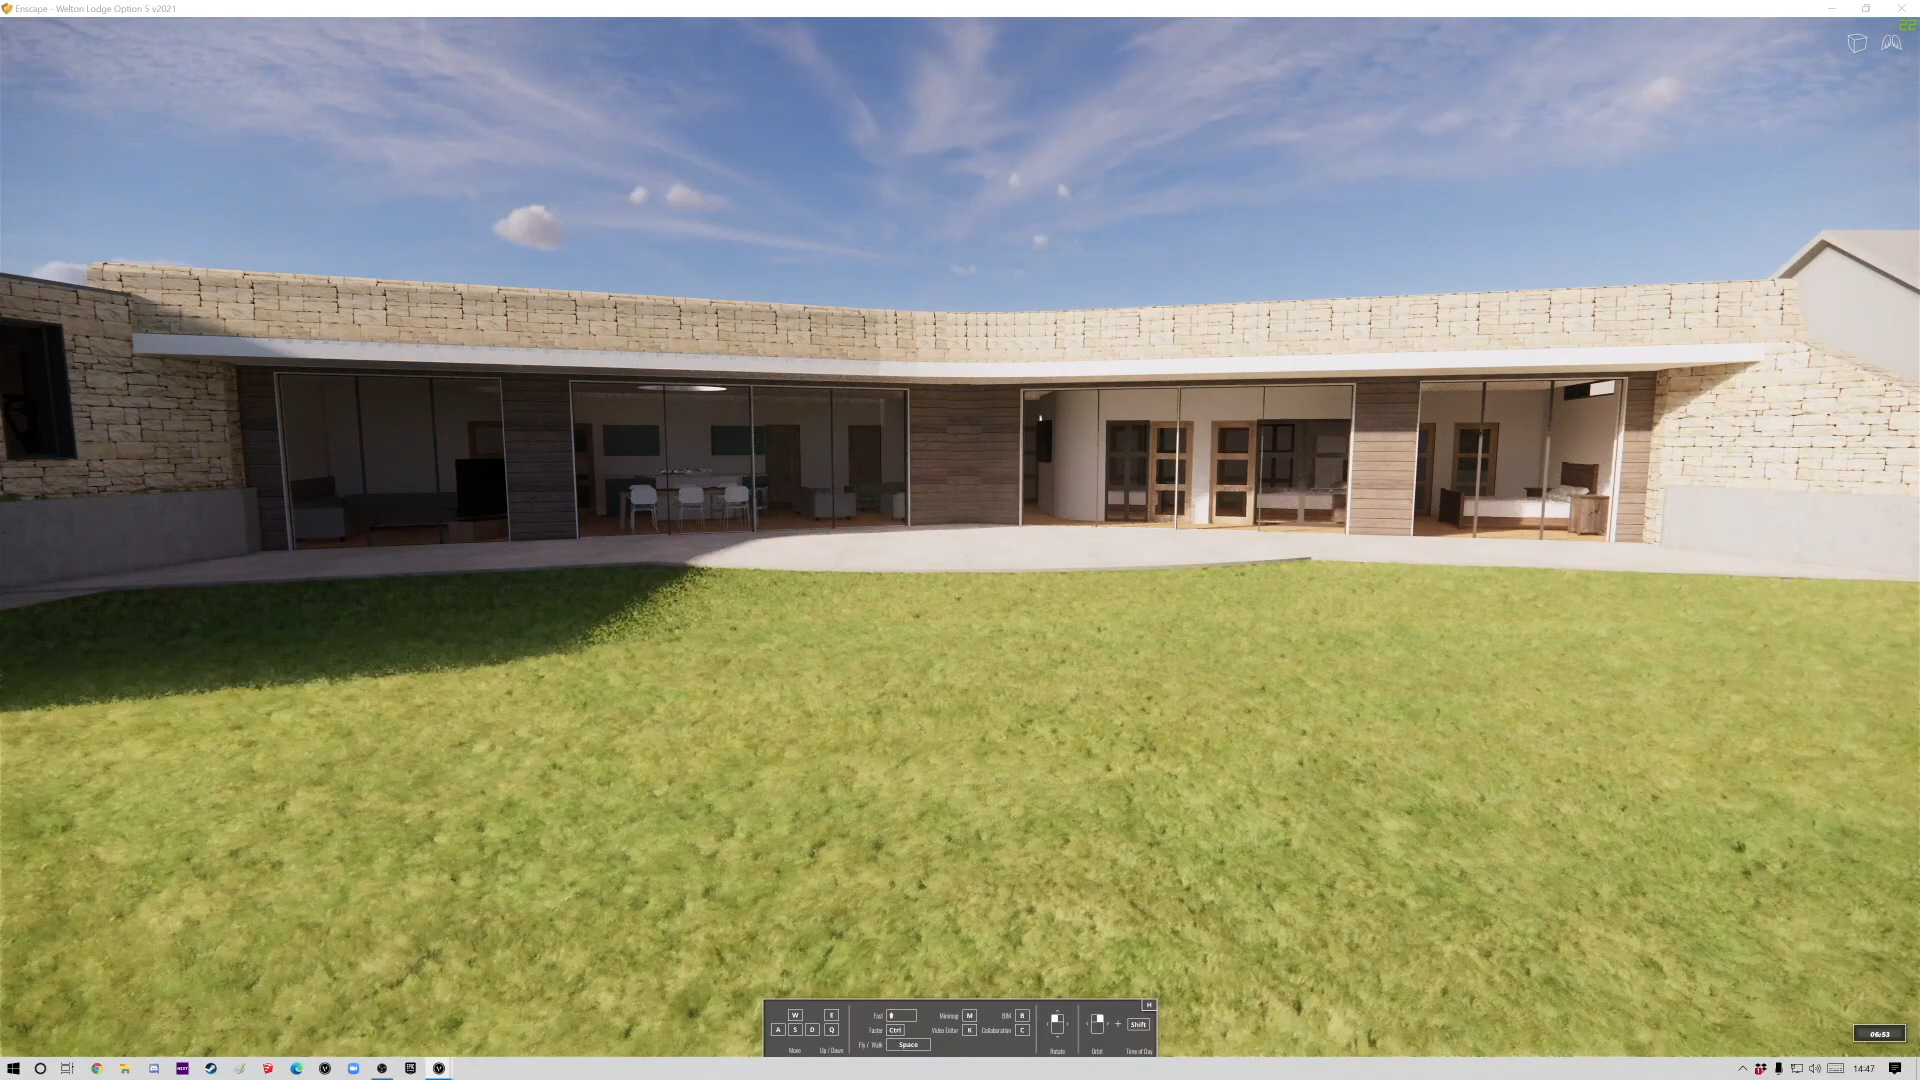 Enscape - Welton Lodge Option 5 v2021
22
H
W E
A S D Q
Move Up / Down
Fast
Faster Ctrl
Fly / Walk Space
Minimap M BIM B
Video Editor K Collaboration C
Rotate
Orbit
+ Shift
Time of Day
06:53
14:47